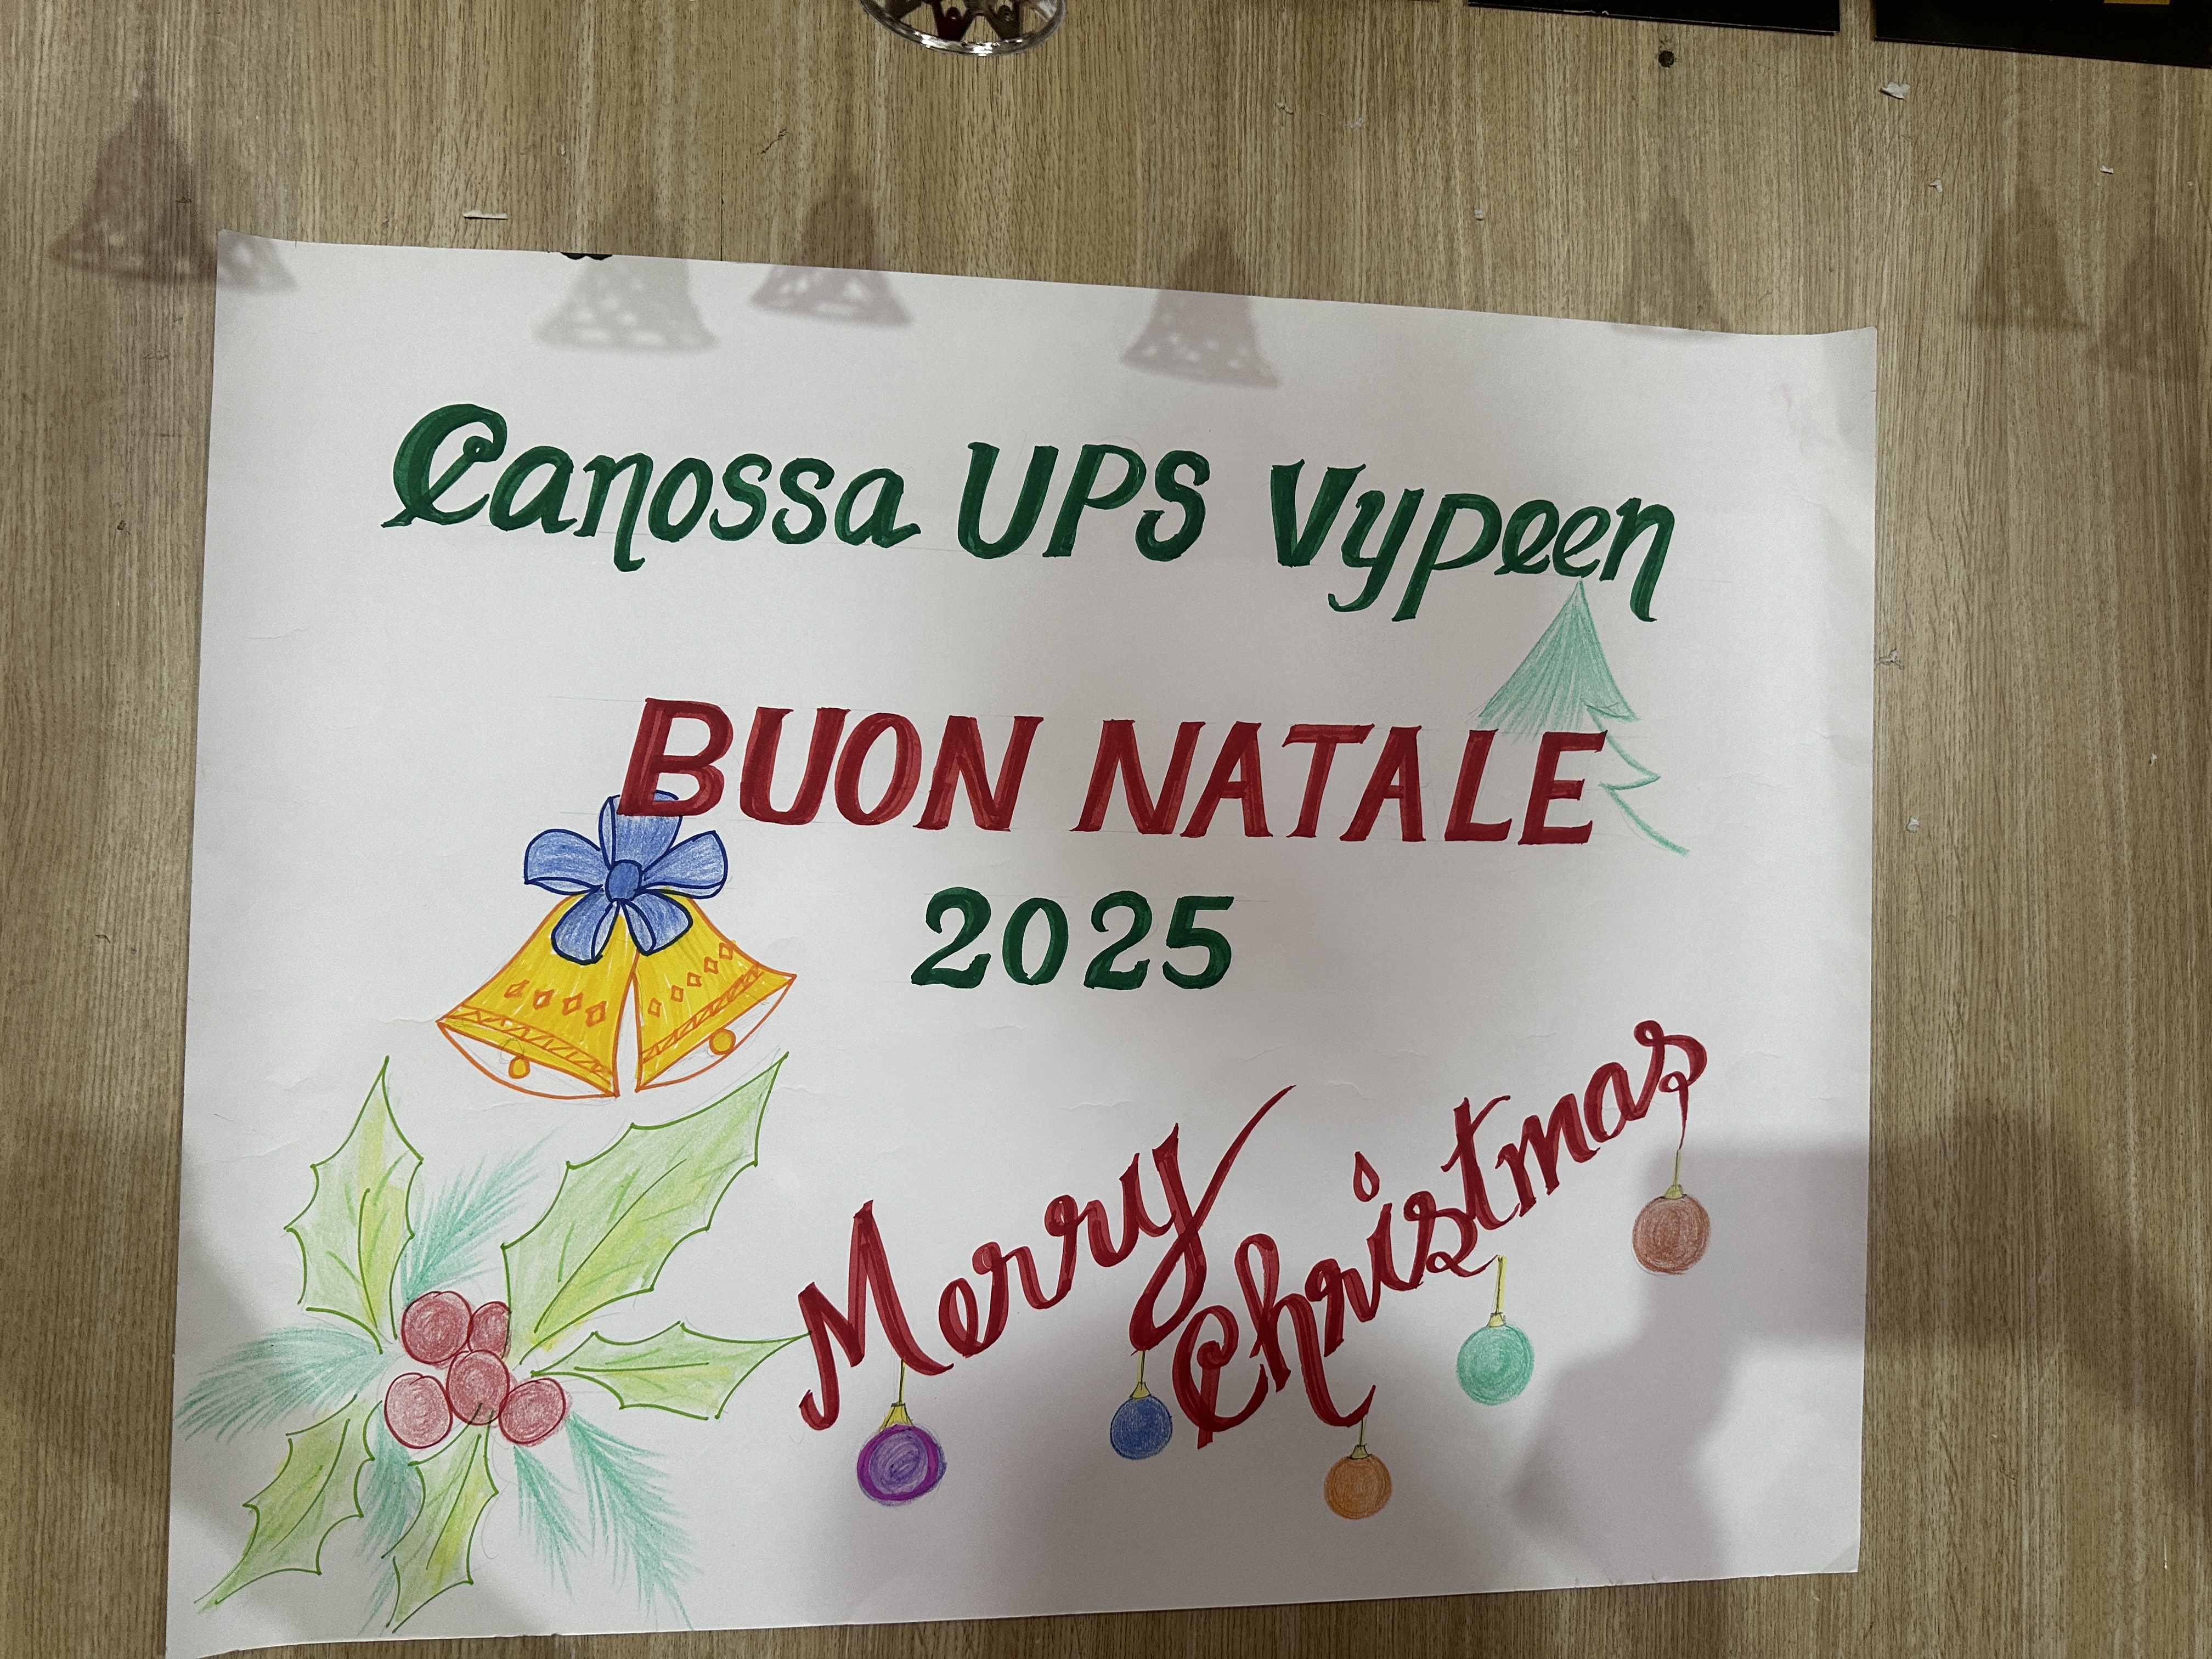 Canossa UPS Vypeen
BUON NATALE
2025
Merry
Christmas